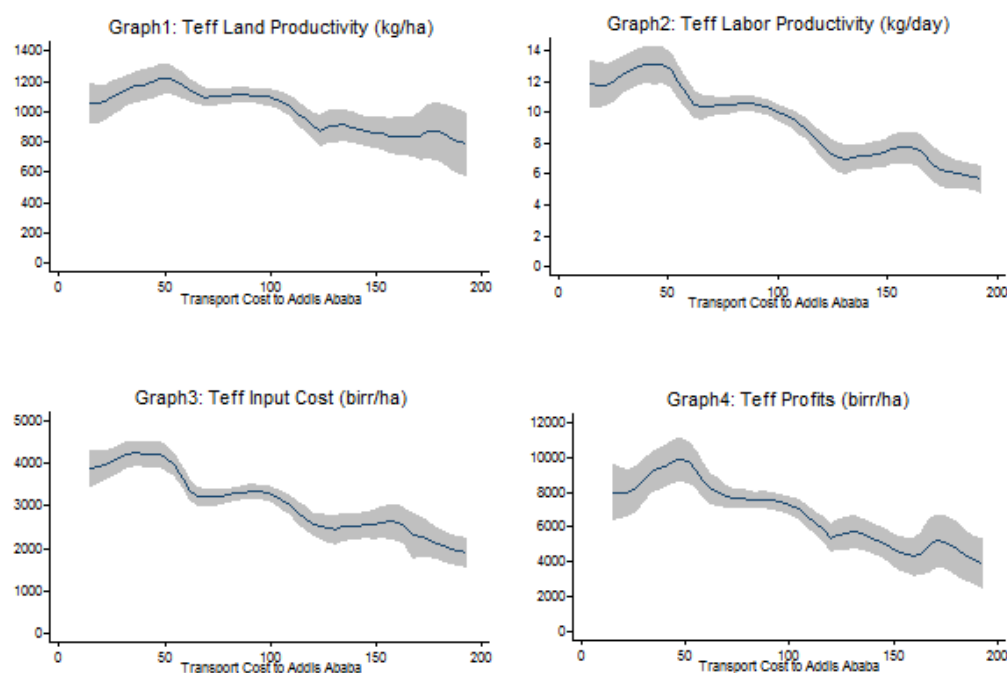 Graph1: Teff Land Productivity (kg/ha)
1400
1200
1000
800
600
400
200
0
0 50 100 150 200
Transport Cost to Addis Ababa
Graph2: Teff Labor Productivity (kg/day)
14
12
10
8
6
4
2
0
0 50 100 150 200
Transport Cost to Addis Ababa
Graph3: Teff Input Cost (birr/ha)
5000
4000
3000
2000
1000
0
0 50 100 150 200
Transport Cost to Addis Ababa
Graph4: Teff Profits (birr/ha)
12000
10000
8000
6000
4000
2000
0
0 50 100 150 200
Transport Cost to Addis Ababa